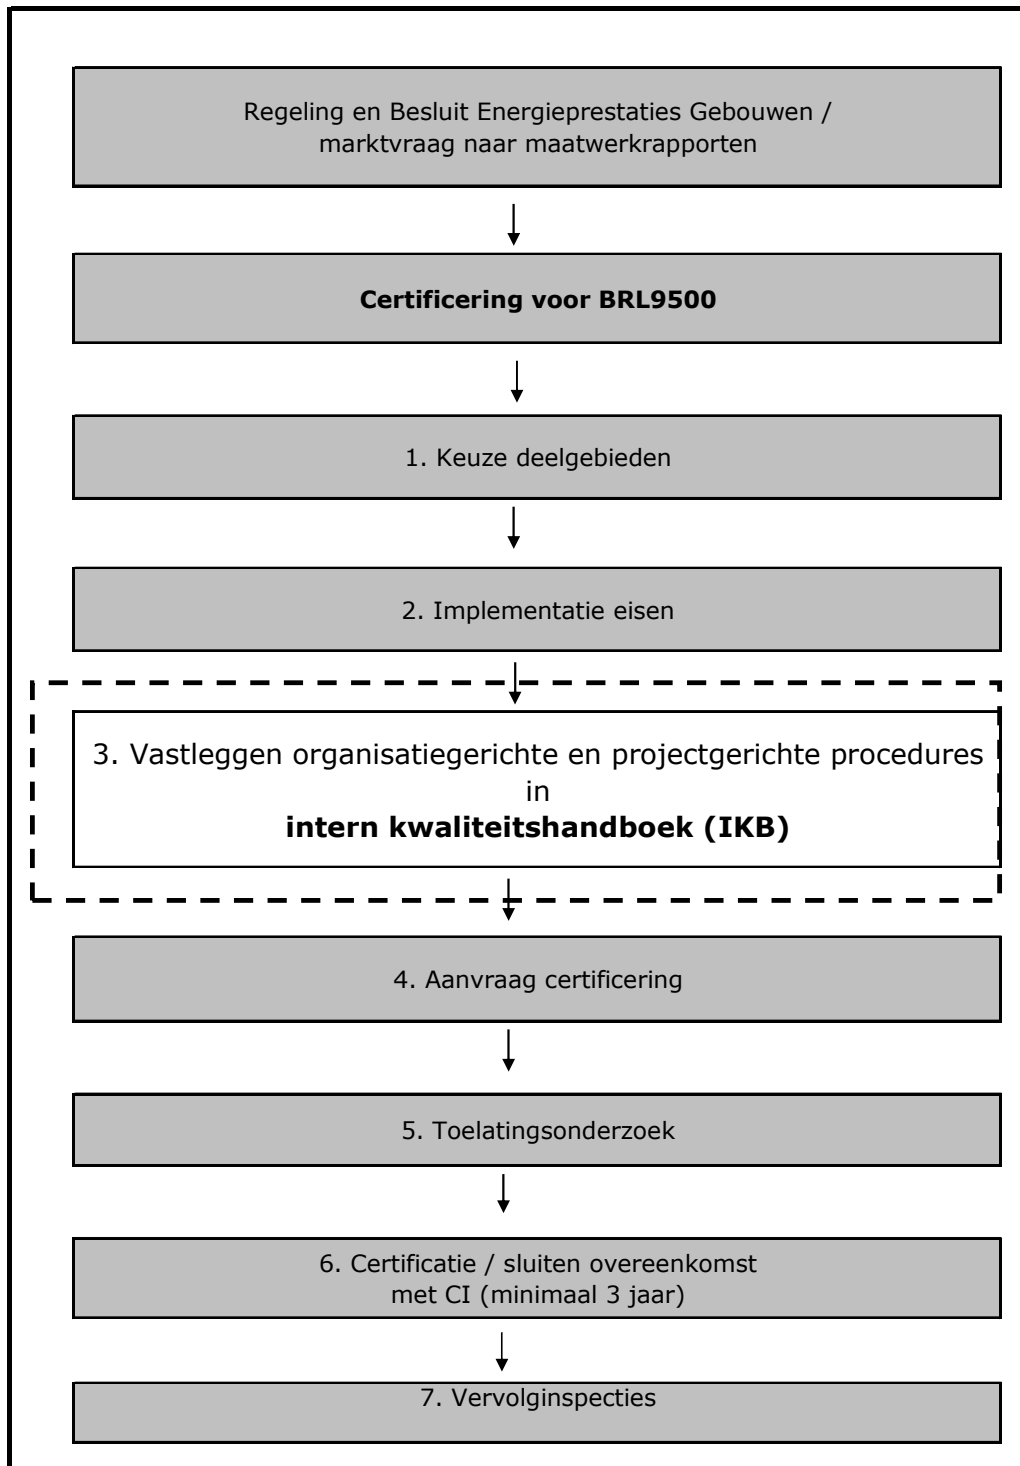 Regeling en Besluit Energieprestaties Gebouwen /
marktvraag naar maatwerkrapporten
Certificering voor BRL9500
1. Keuze deelgebieden
2. Implementatie eisen
3. Vastleggen organisatiegerichte en projectgerichte procedures
in
intern kwaliteitshandboek (IKB)
4. Aanvraag certificering
5. Toelatingsonderzoek
6. Certificatie / sluiten overeenkomst
met CI (minimaal 3 jaar)
7. Vervolginspecties